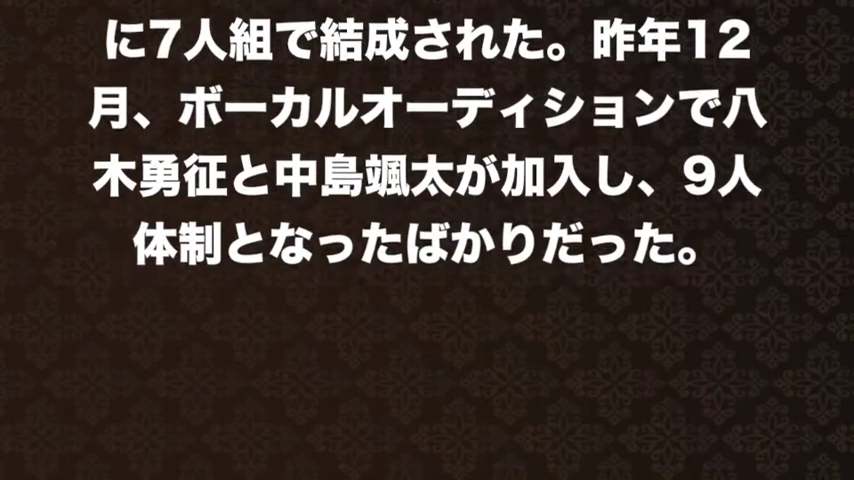 に7人組で結成された。昨年12
月、ボーカルオーディションで八
木勇征と中島颯太が加入し、9人
体制となったばかりだった。